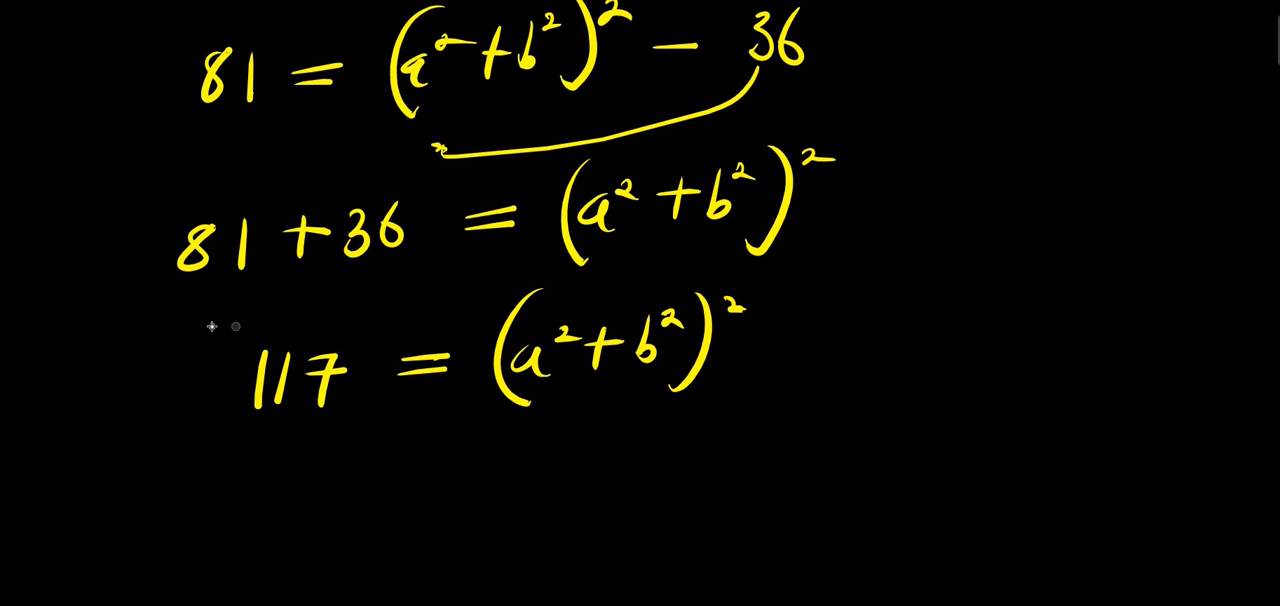 81 = (a² + b²)² − 36
81 + 36 = (a² + b²)²
117 = (a² + b²)²